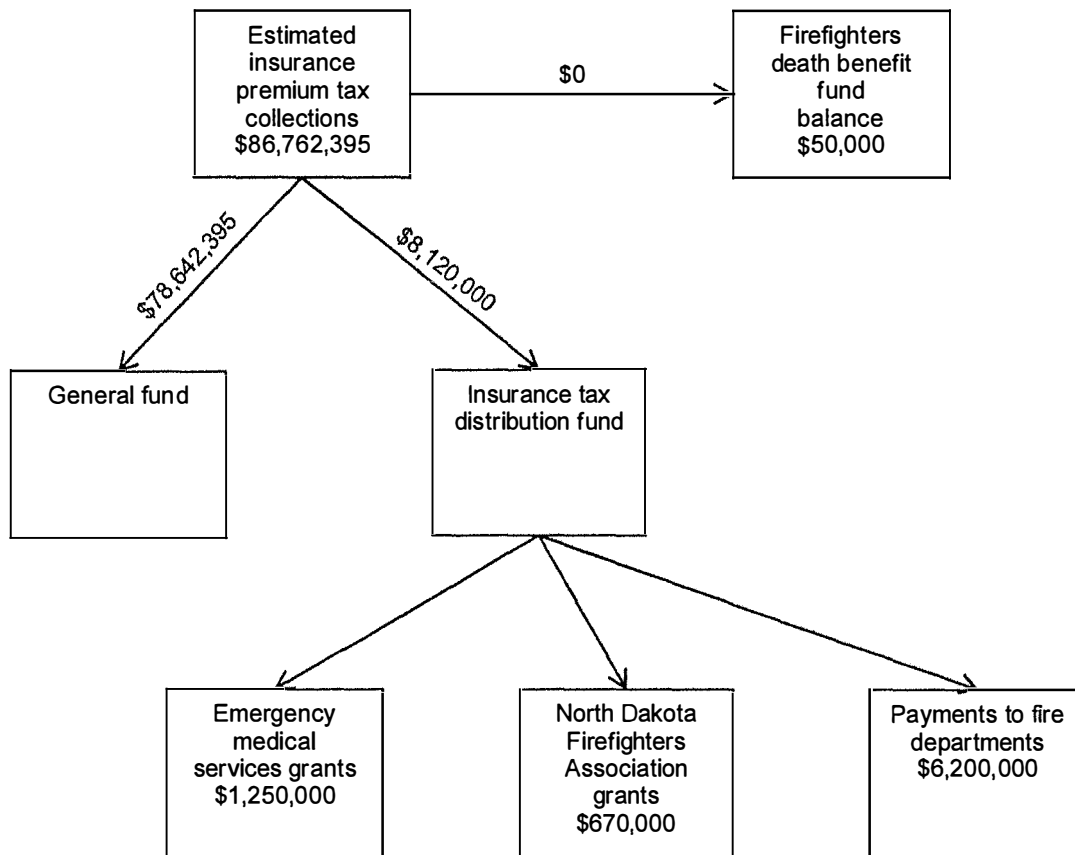 Estimated
insurance
premium tax
collections
$86,762,395
$0
Firefighters
death benefit
fund
balance
$50,000
$78,642,395
$8,120,000
General fund
Insurance tax
distribution fund
Emergency
medical
services grants
$1,250,000
North Dakota
Firefighters
Association
grants
$670,000
Payments to fire
departments
$6,200,000